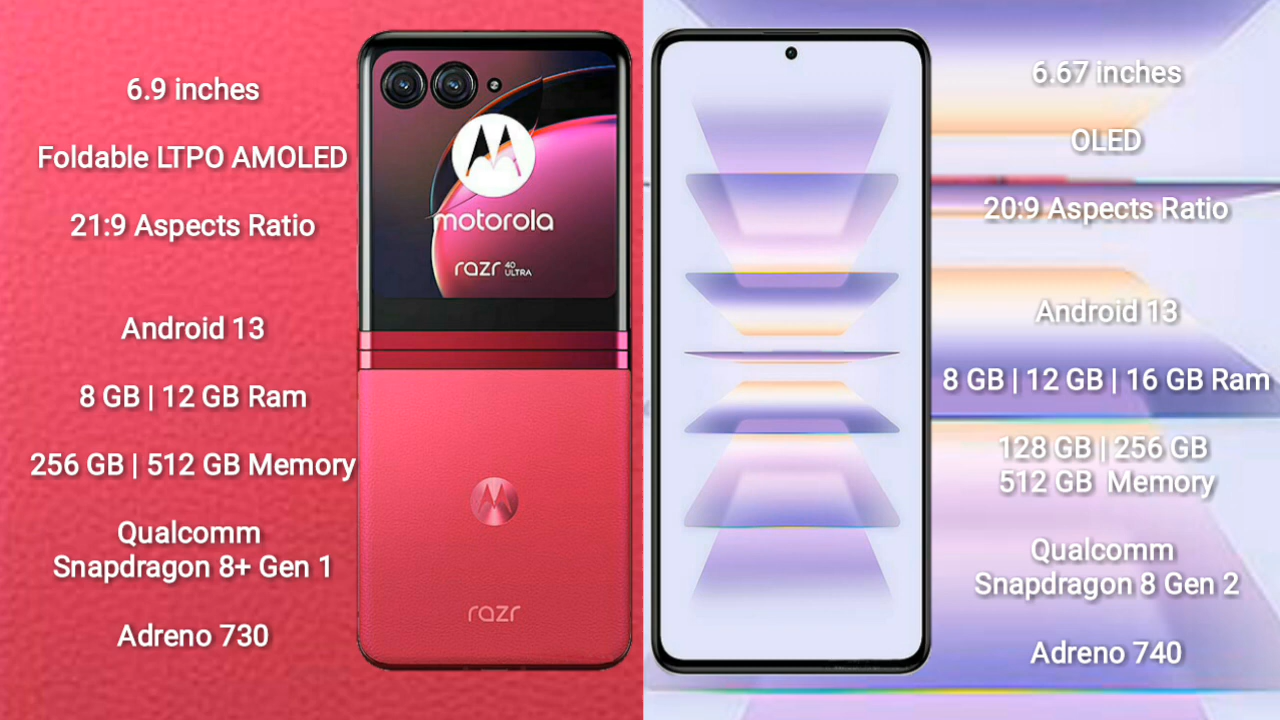 6.9 inches
Foldable LTPO AMOLED
21:9 Aspects Ratio
Android 13
8 GB | 12 GB Ram
256 GB | 512 GB Memory
Qualcomm
Snapdragon 8+ Gen 1
Adreno 730
motorola
razr 40 ULTRA
razr
6.67 inches
OLED
20:9 Aspects Ratio
Android 13
8 GB | 12 GB | 16 GB Ram
128 GB | 256 GB
512 GB Memory
Qualcomm
Snapdragon 8 Gen 2
Adreno 740